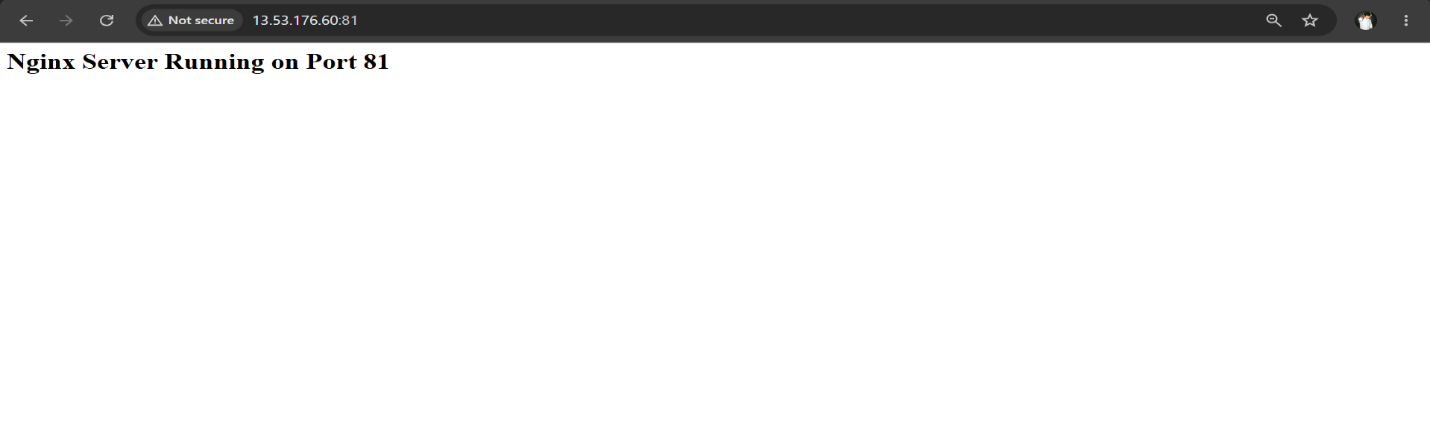 Not secure 13.53.176.60:81
Nginx Server Running on Port 81